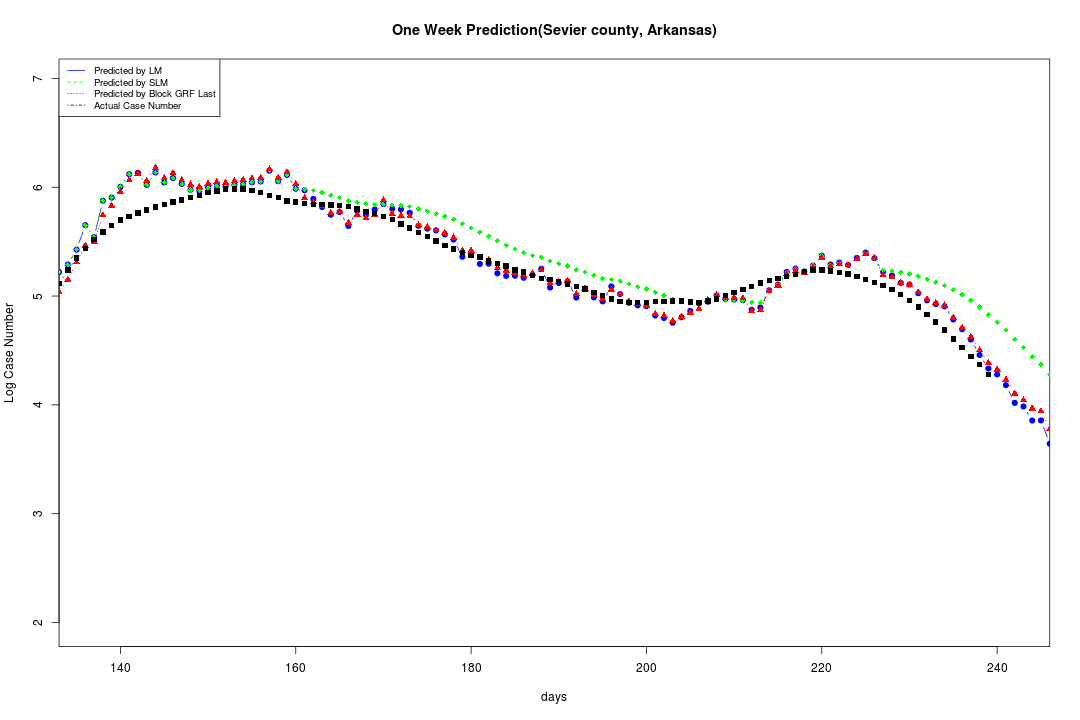 One Week Prediction(Sevier county, Arkansas)
Predicted by LM
Predicted by SLM
Predicted by Block GRF Last
Actual Case Number
7
6
5
4
3
2
Log Case Number
140 160 180 200 220 240
days